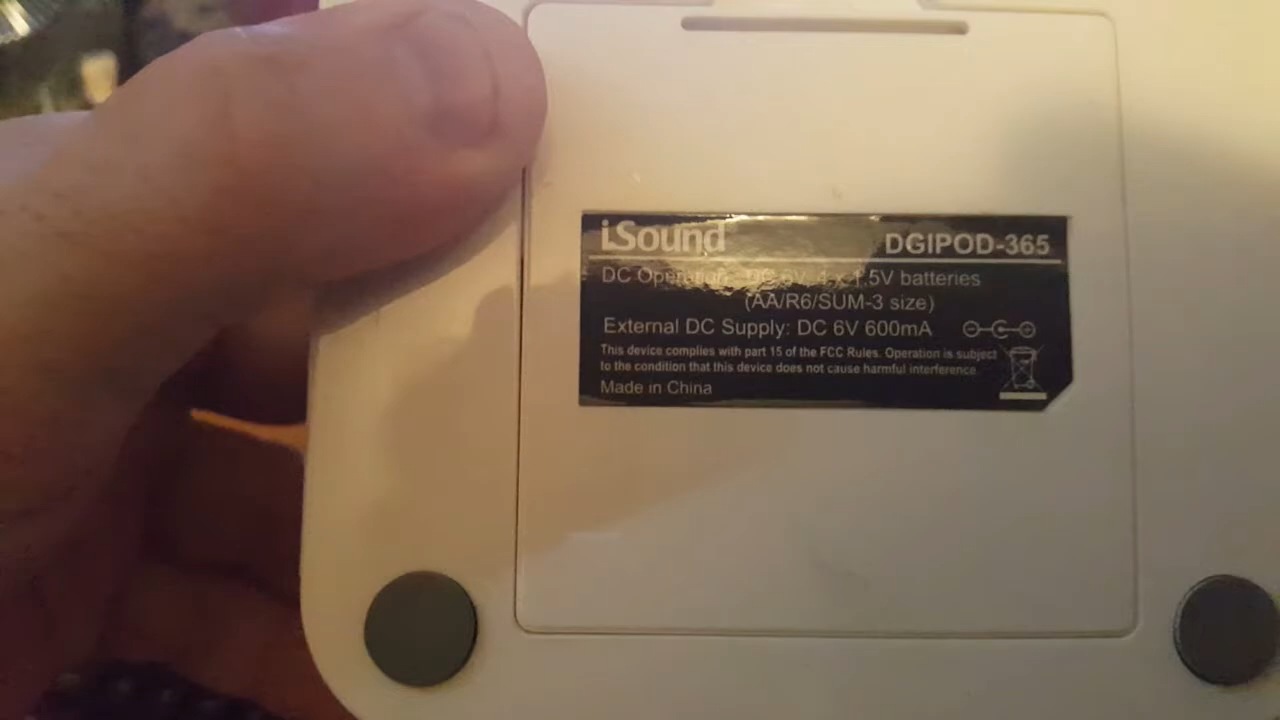 iSound
DGIPOD-365
DC Operation: DC 6V, 4 x 1.5V batteries
(AA/R6/SUM-3 size)
External DC Supply: DC 6V 600mA
This device complies with part 15 of the FCC Rules. Operation is subject
to the condition that this device does not cause harmful interference.
Made in China